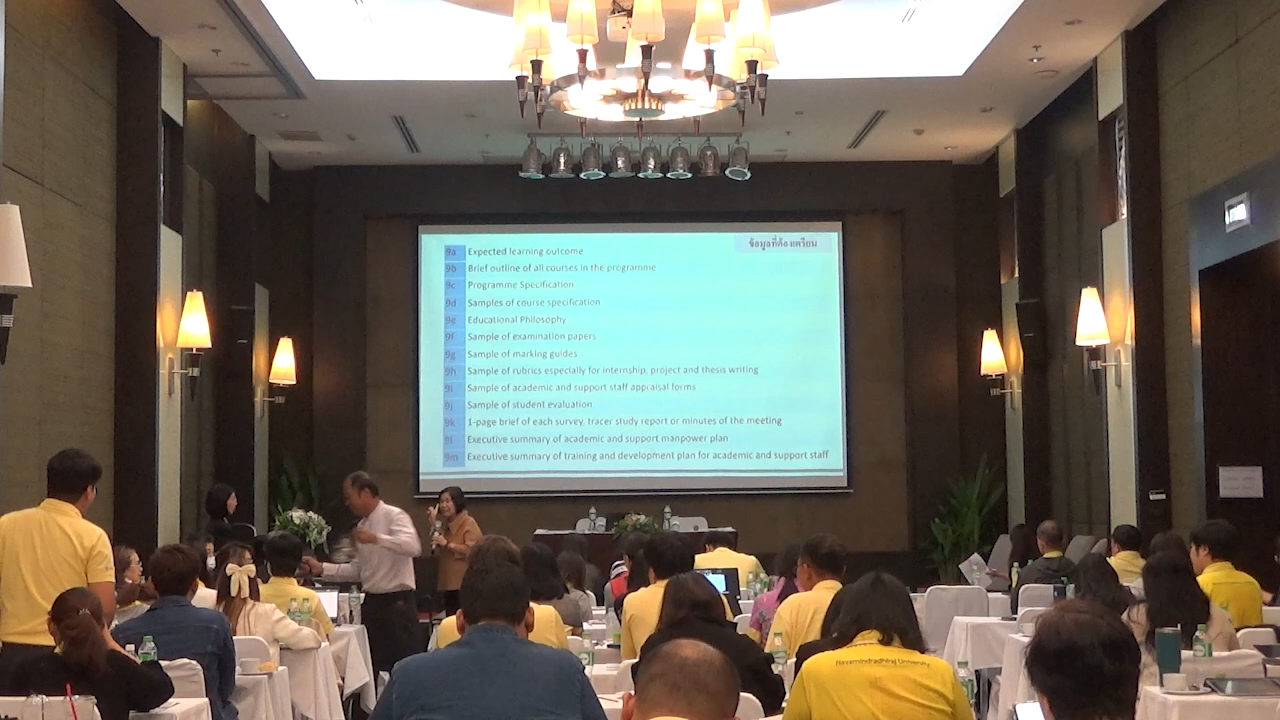 ข้อมูลที่ต้องเตรียม
9a Expected learning outcome
9b Brief outline of all courses in the programme
9c Programme Specification
9d Samples of course specification
9e Educational Philosophy
9f Sample of examination papers
9g Sample of marking guides
9h Sample of rubrics especially for internship, project and thesis writing
9i Sample of academic and support staff appraisal forms
9j Sample of student evaluation
9k 1-page brief of each survey, tracer study report or minutes of the meeting
9l Executive summary of academic and support manpower plan
9m Executive summary of training and development plan for academic and support staff
Navamindradhiraj University